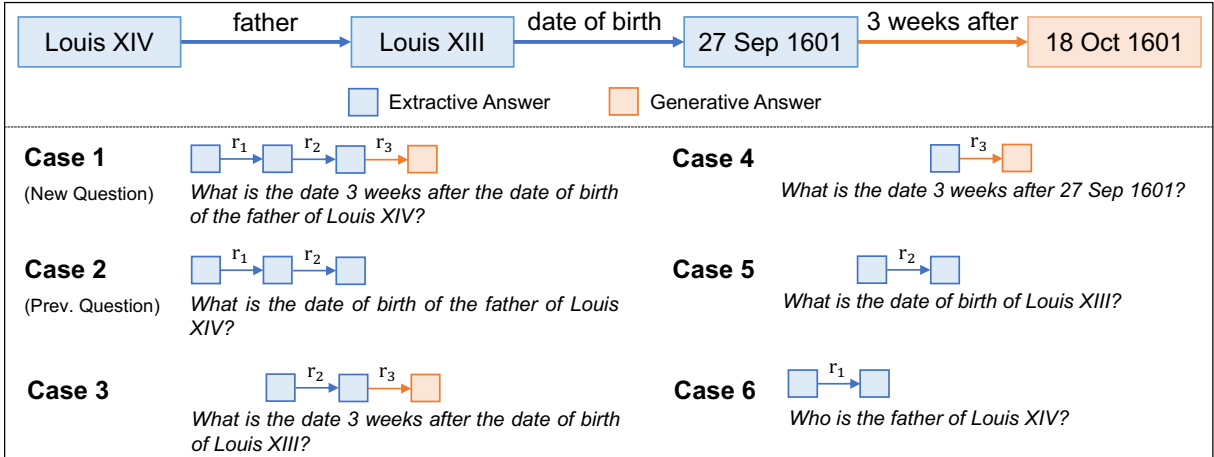 father date of birth 3 weeks after
Louis XIV Louis XIII 27 Sep 1601 18 Oct 1601
Extractive Answer Generative Answer
Case 1
(New Question)
r₁ r₂ r₃
What is the date 3 weeks after the date of birth
of the father of Louis XIV?
Case 2
(Prev. Question)
r₁ r₂
What is the date of birth of the father of Louis
XIV?
Case 3
r₂ r₃
What is the date 3 weeks after the date of birth
of Louis XIII?
Case 4
r₃
What is the date 3 weeks after 27 Sep 1601?
Case 5
r₂
What is the date of birth of Louis XIII?
Case 6
r₁
Who is the father of Louis XIV?